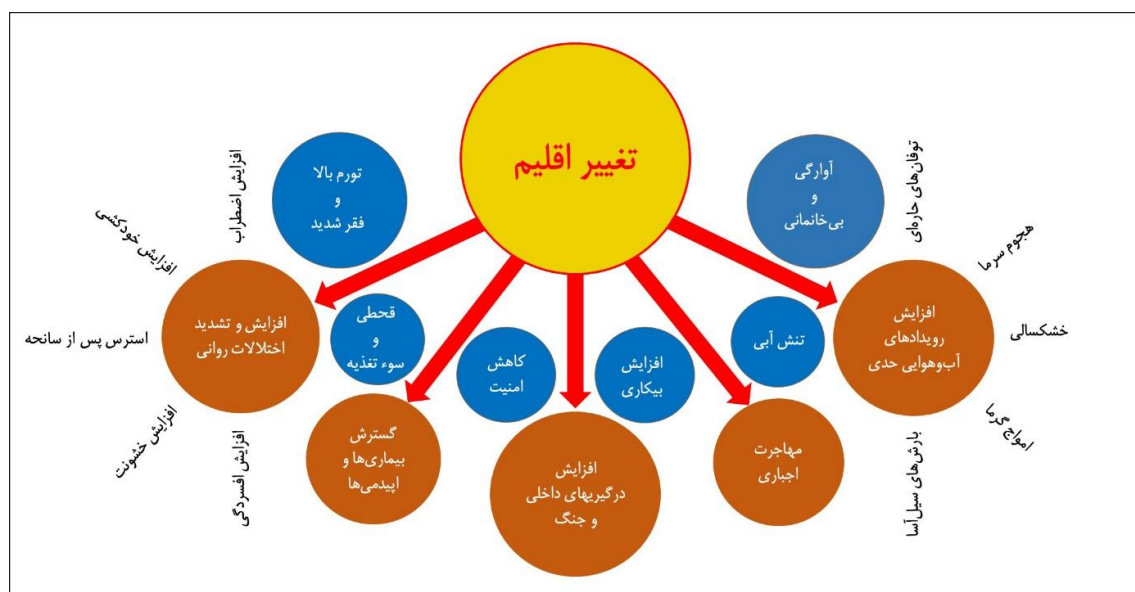 تغییر اقلیم
آوارگی
و
بی‌خانمانی
توفان‌های حاره‌ای
هجوم سرما
خشکسالی
امواج گرما
بارش‌های سیل‌آسا
افزایش
رویدادهای
آب‌وهوایی حدی
تنش آبی
مهاجرت
اجباری
افزایش
بیکاری
افزایش
درگیریهای داخلی
و جنگ
کاهش
امنیت
قحطی
و
سوء تغذیه
گسترش
بیماری‌ها و
اپیدمی‌ها
تورم بالا
و
فقر شدید
افزایش و تشدید
اختلالات روانی
افزایش اضطراب
افزایش خودکشی
استرس پس از سانحه
افزایش خشونت
افزایش افسردگی